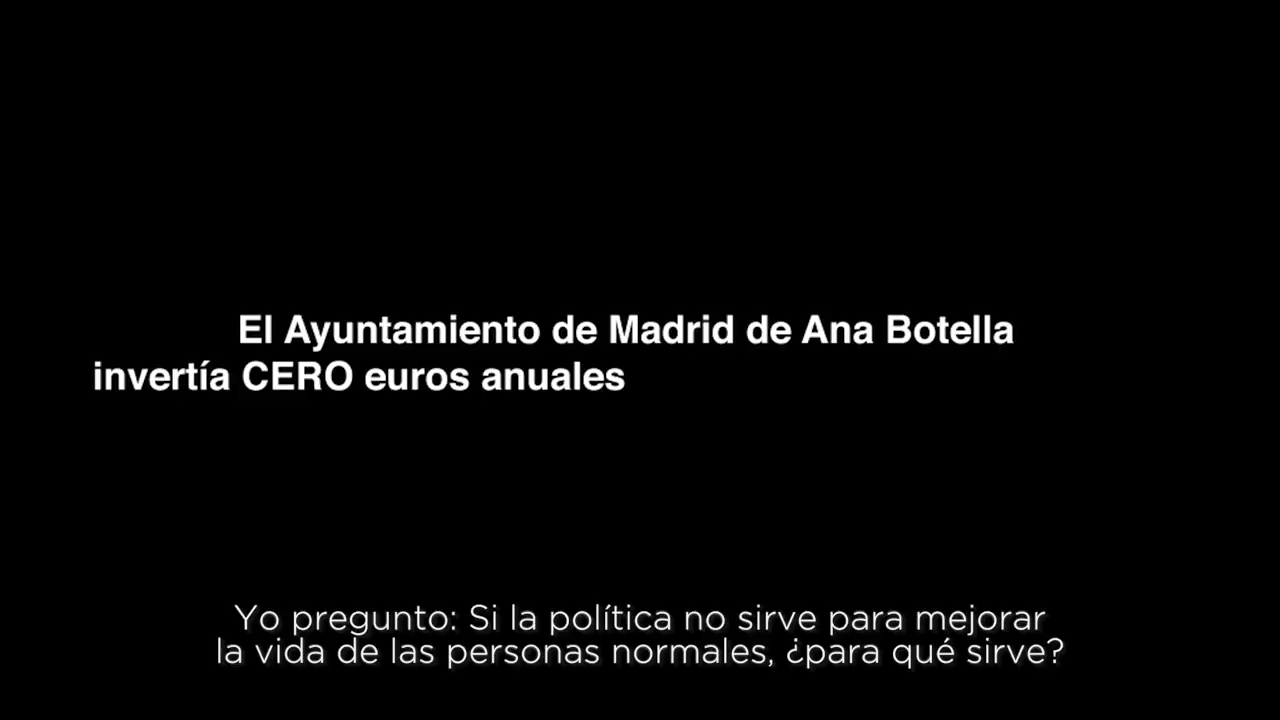 El Ayuntamiento de Madrid de Ana Botella
invertía CERO euros anuales
Yo pregunto: Si la política no sirve para mejorar
la vida de las personas normales, ¿para qué sirve?